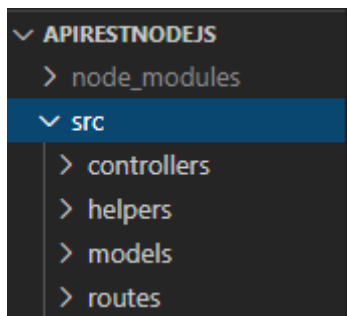 APIRESTNODEJS
node_modules
src
controllers
helpers
models
routes